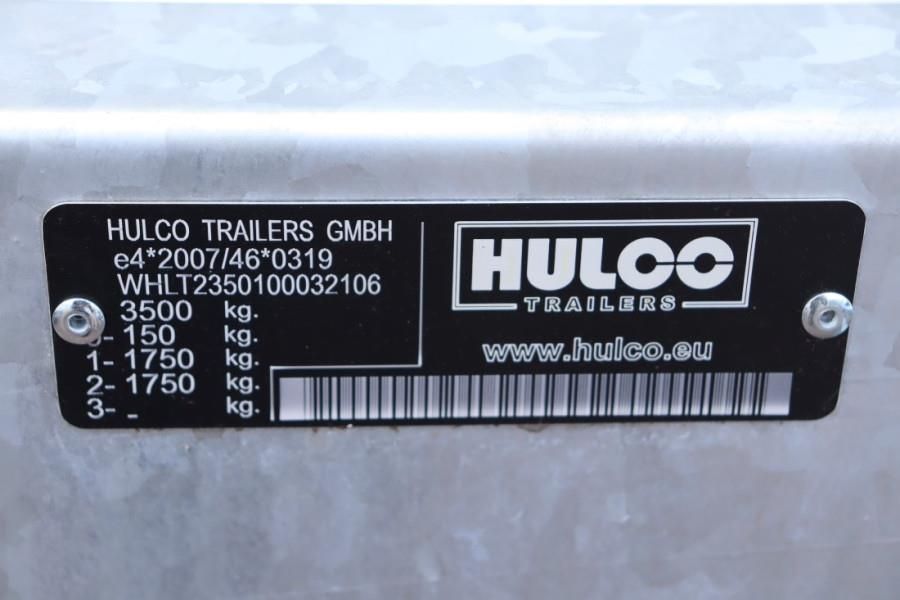 HULCO TRAILERS GMBH
e4*2007/46*0319
WHLT2350100032106
3500 kg.
0- 150 kg.
1- 1750 kg.
2- 1750 kg.
3- - kg.
HULCO
TRAILERS
www.hulco.eu